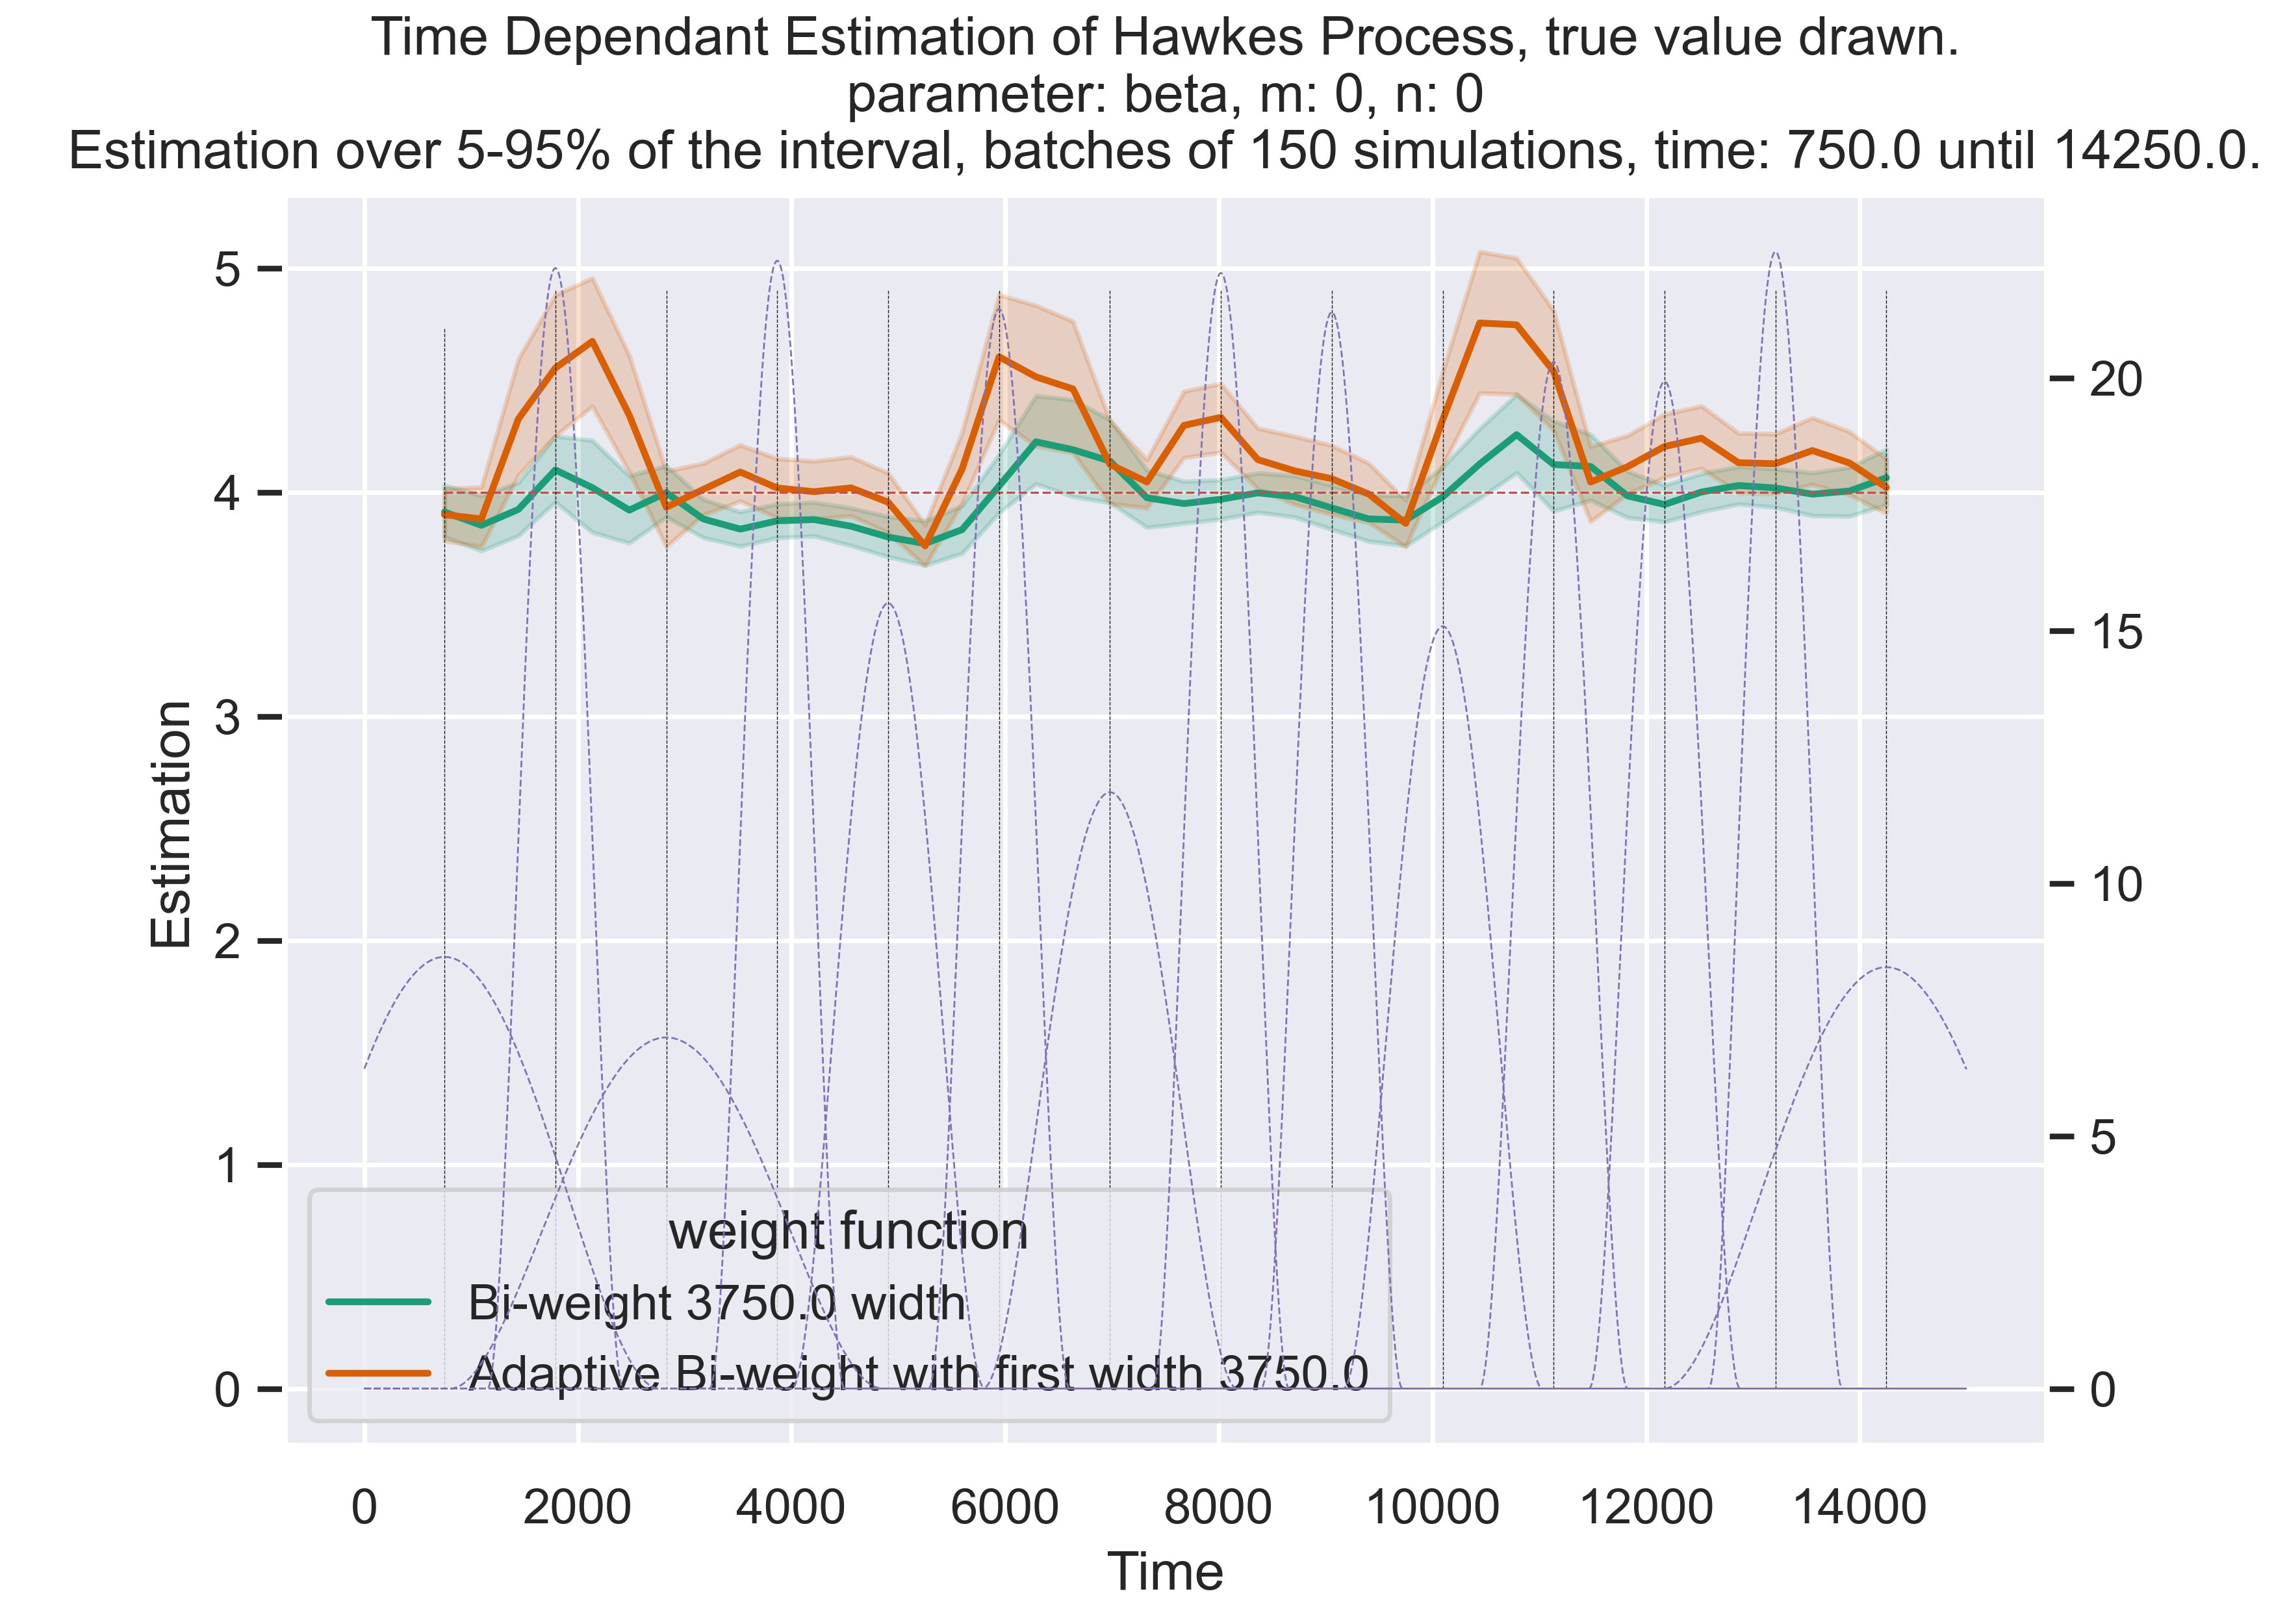 Time Dependant Estimation of Hawkes Process, true value drawn.
parameter: beta, m: 0, n: 0
Estimation over 5-95% of the interval, batches of 150 simulations, time: 750.0 until 14250.0.
5
4
3
2
1
0
Estimation
20
15
10
5
0
weight function
Bi-weight 3750.0 width
Adaptive Bi-weight with first width 3750.0
0 2000 4000 6000 8000 10000 12000 14000
Time